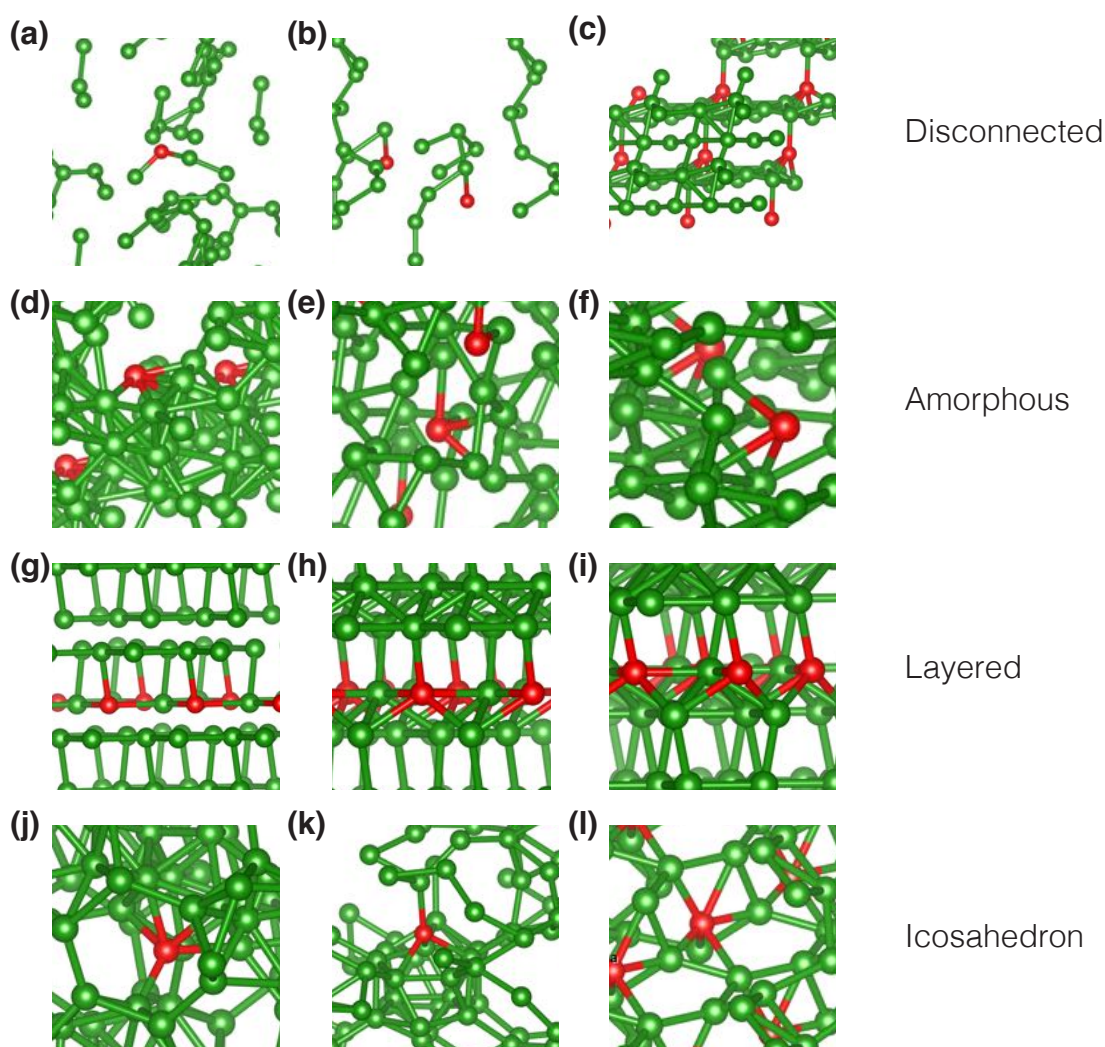 (a) (b) (c)
Disconnected
(d) (e) (f)
Amorphous
(g) (h) (i)
Layered
(j) (k) (l)
Icosahedron